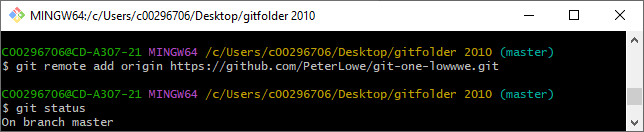 MINGW64:/c/Users/c00296706/Desktop/gitfolder 2010
C00296706@CD-A307-21 MINGW64 /c/Users/c00296706/Desktop/gitfolder 2010 (master)
$ git remote add origin https://github.com/PeterLowe/git-one-lowwwe.git
C00296706@CD-A307-21 MINGW64 /c/Users/c00296706/Desktop/gitfolder 2010 (master)
$ git status
On branch master